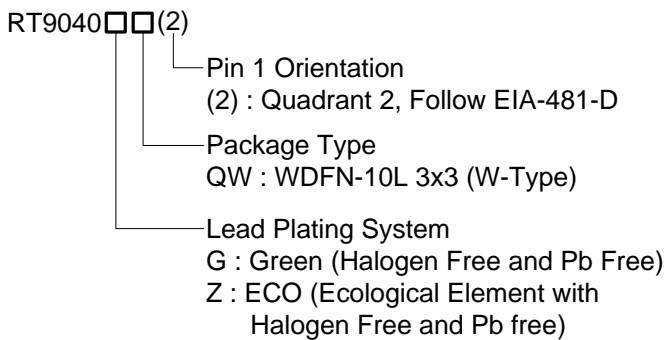 RT9040□□(2)
Pin 1 Orientation
(2) : Quadrant 2, Follow EIA-481-D
Package Type
QW : WDFN-10L 3x3 (W-Type)
Lead Plating System
G : Green (Halogen Free and Pb Free)
Z : ECO (Ecological Element with
Halogen Free and Pb free)